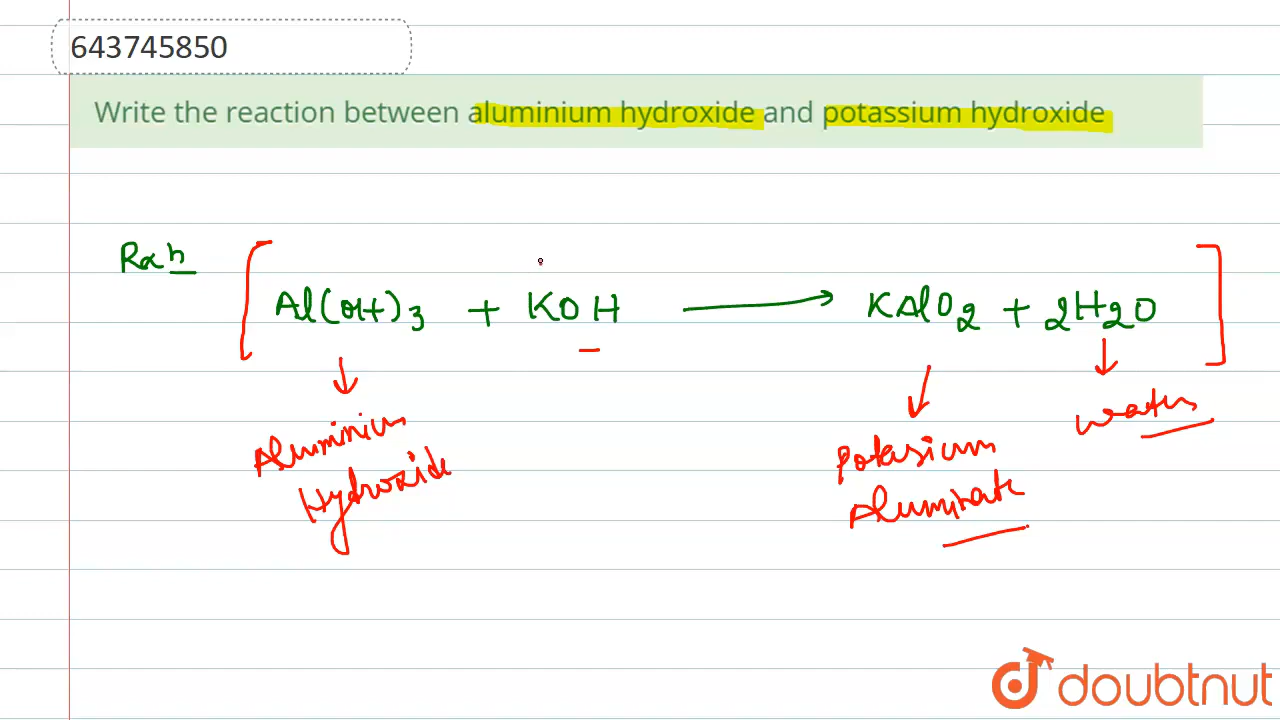 643745850
Write the reaction between aluminium hydroxide and potassium hydroxide
Rxn
Al(OH)3 + KOH → KAlO2 + 2H2O
Aluminium
Hydroxide
Potasium
Aluminate
water
doubtnut